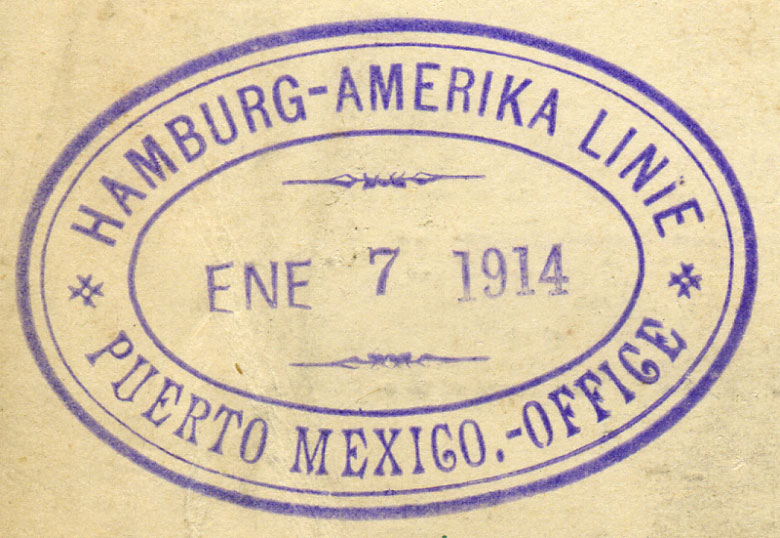 HAMBURG-AMERIKA LINIE
ENE 7 1914
PUERTO MEXICO.-OFFICE